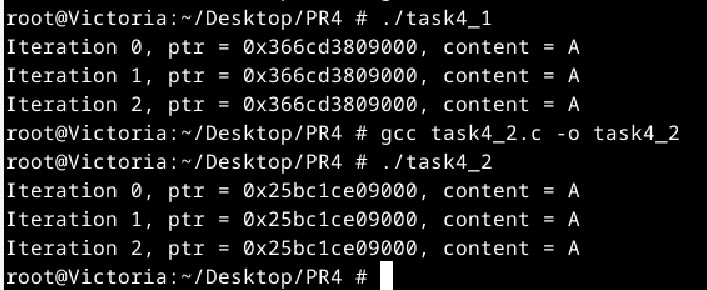 root@Victoria:~/Desktop/PR4 # ./task4_1
Iteration 0, ptr = 0x366cd3809000, content = A
Iteration 1, ptr = 0x366cd3809000, content = A
Iteration 2, ptr = 0x366cd3809000, content = A
root@Victoria:~/Desktop/PR4 # gcc task4_2.c -o task4_2
root@Victoria:~/Desktop/PR4 # ./task4_2
Iteration 0, ptr = 0x25bc1ce09000, content = A
Iteration 1, ptr = 0x25bc1ce09000, content = A
Iteration 2, ptr = 0x25bc1ce09000, content = A
root@Victoria:~/Desktop/PR4 #